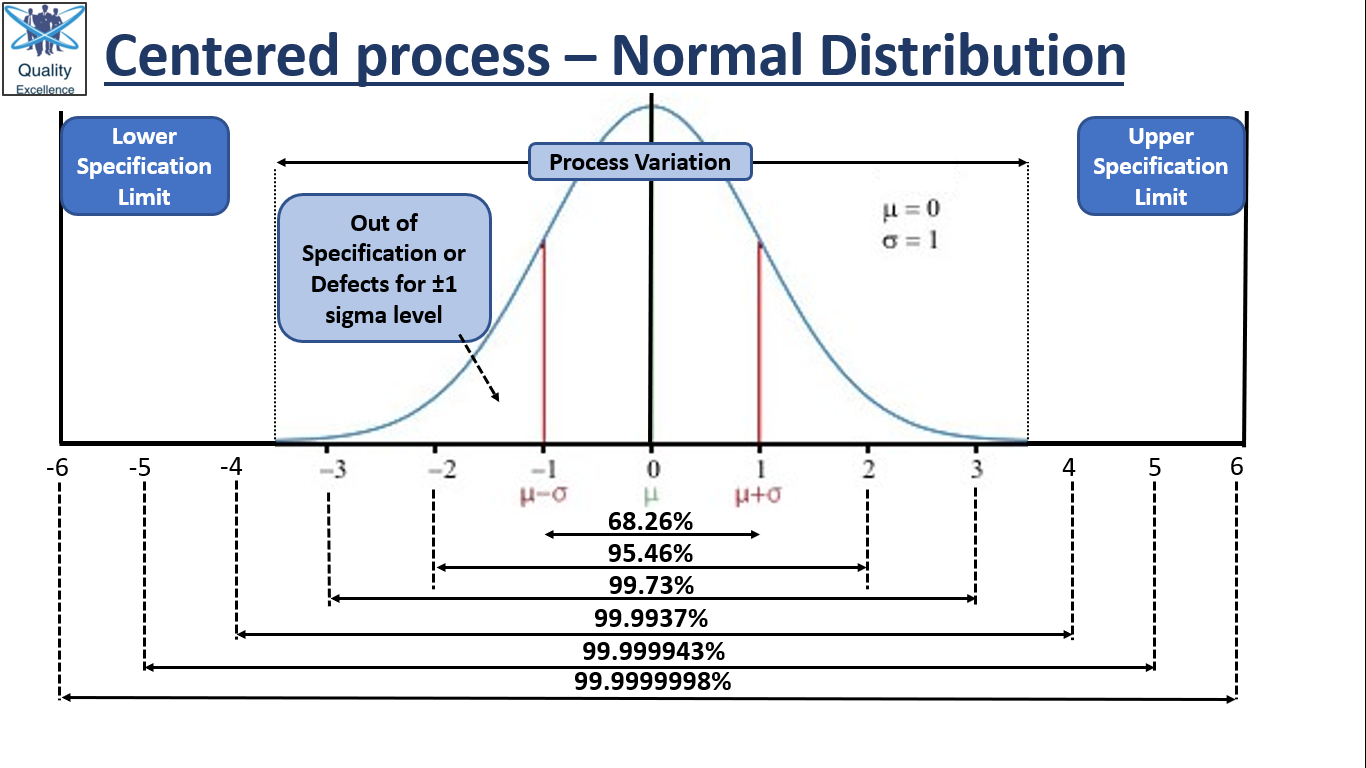 Quality
Excellence
Centered process – Normal Distribution
Lower
Specification
Limit
Process Variation
Upper
Specification
Limit
Out of
Specification or
Defects for ±1
sigma level
μ = 0
σ = 1
-6 -5 -4 −3 −2 −1 0 1 2 3 4 5 6
μ−σ μ μ+σ
68.26%
95.46%
99.73%
99.9937%
99.999943%
99.9999998%